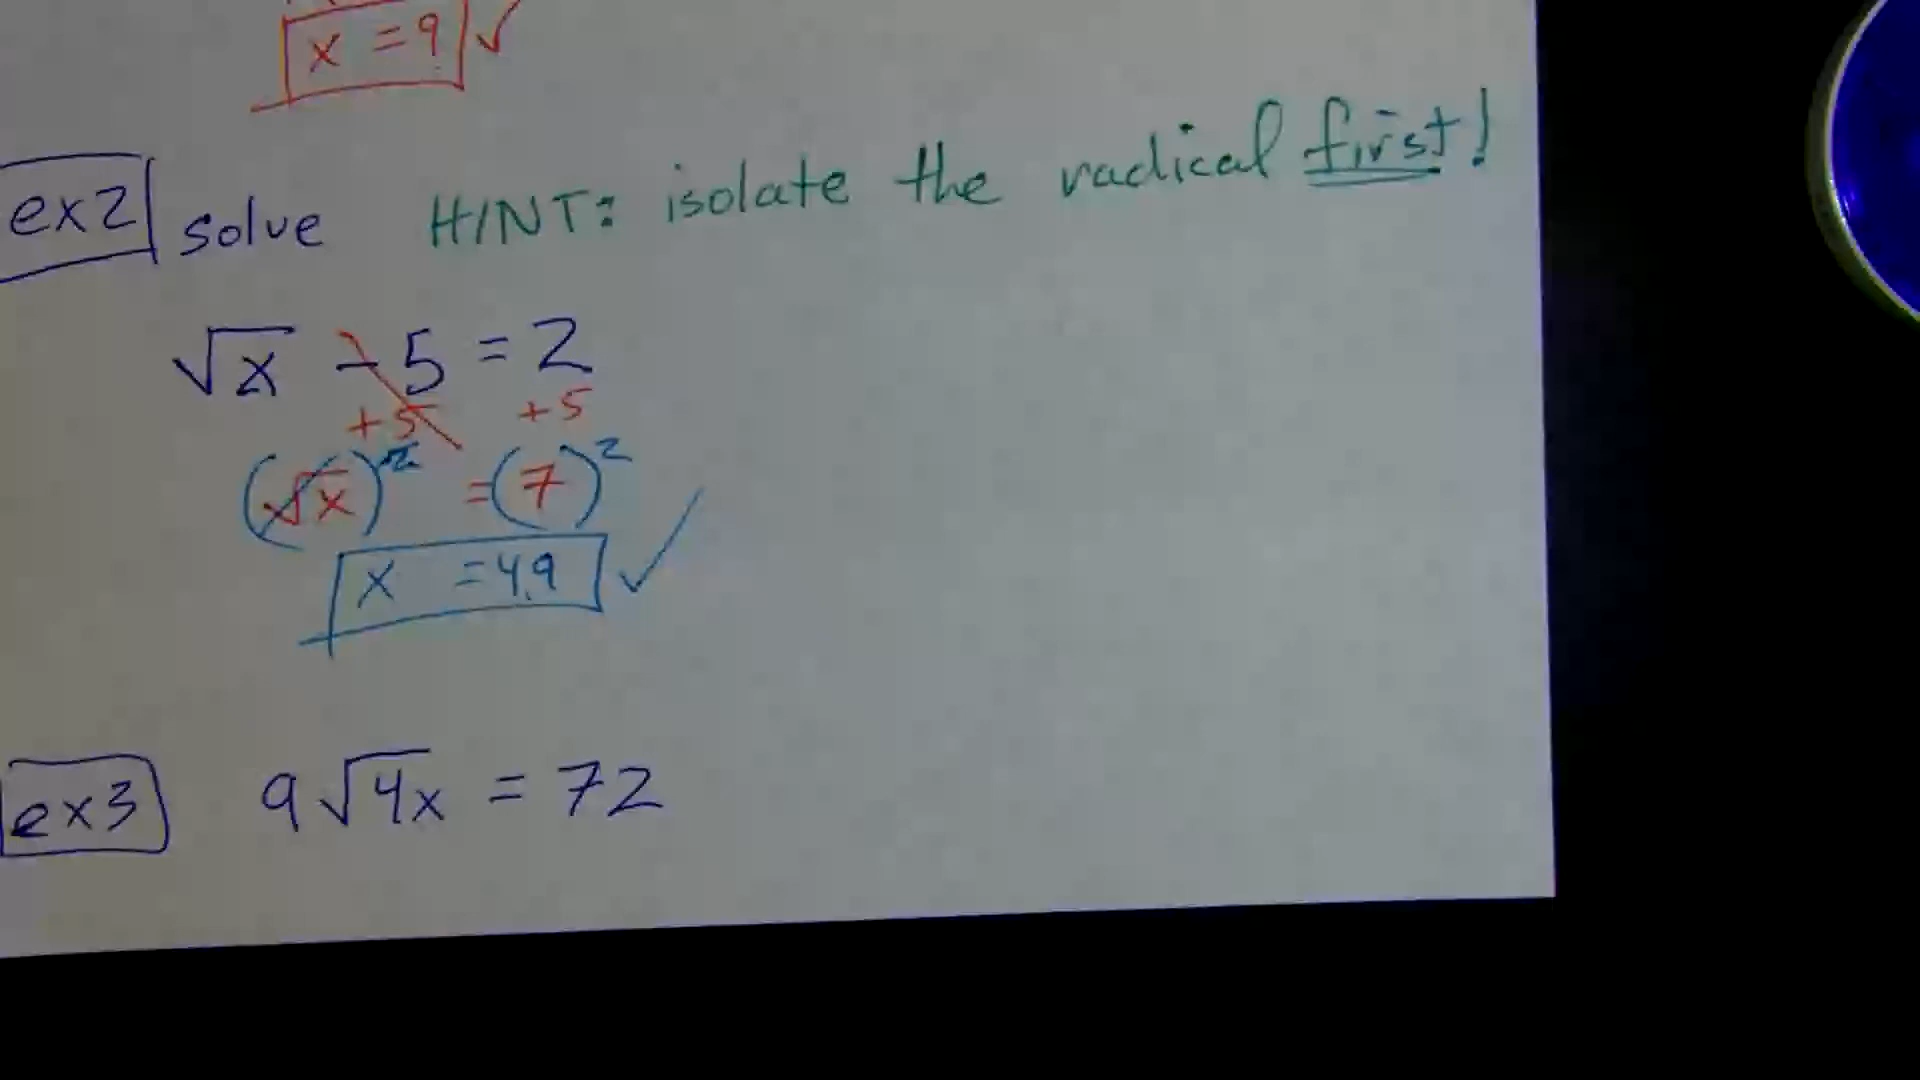 x = 9 ✓
ex2 solve HINT: isolate the radical first!
√x - 5 = 2
+5 +5
(√x)² = (7)²
x = 49 ✓
ex3 9√4x = 72